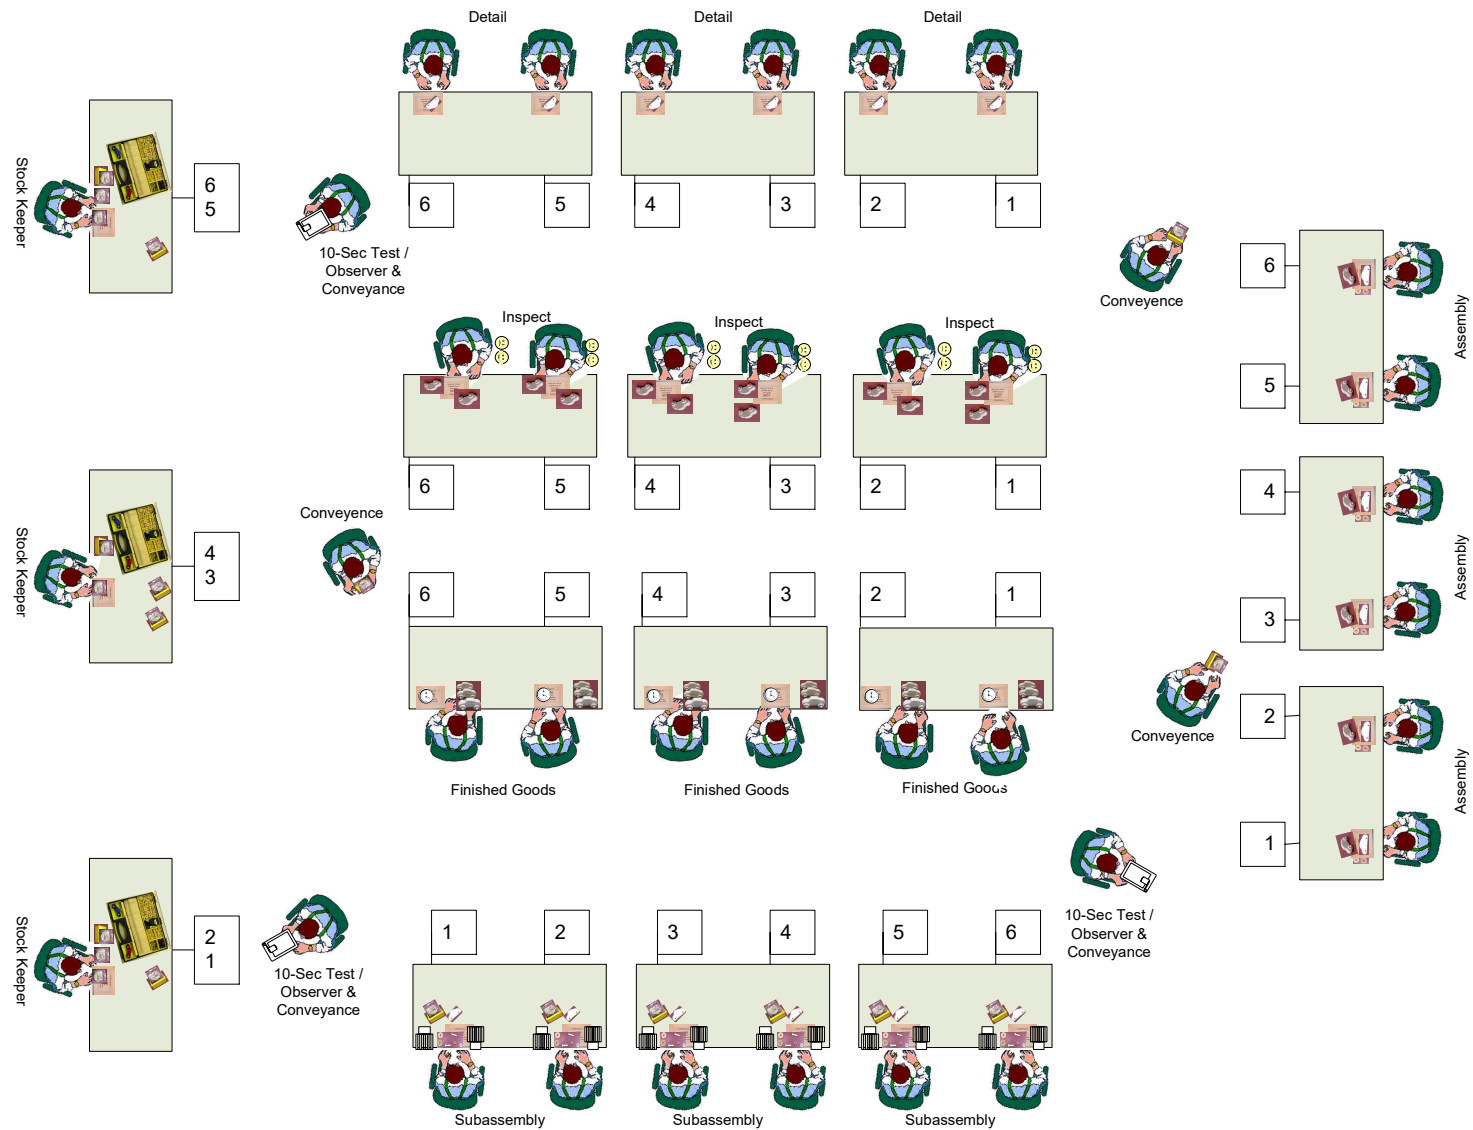 Detail
Detail
Detail
Stock Keeper
6
5
10-Sec Test /
Observer &
Conveyance
6
5
4
3
2
1
Conveyence
6
5
Assembly
Inspect
Inspect
Inspect
6
5
4
3
2
1
Stock Keeper
4
3
Conveyence
4
3
Assembly
6
5
4
3
2
1
Finished Goods
Finished Goods
Finished Goods
Conveyence
2
1
Assembly
Stock Keeper
2
1
10-Sec Test /
Observer &
Conveyance
10-Sec Test /
Observer &
Conveyance
1
2
3
4
5
6
Subassembly
Subassembly
Subassembly